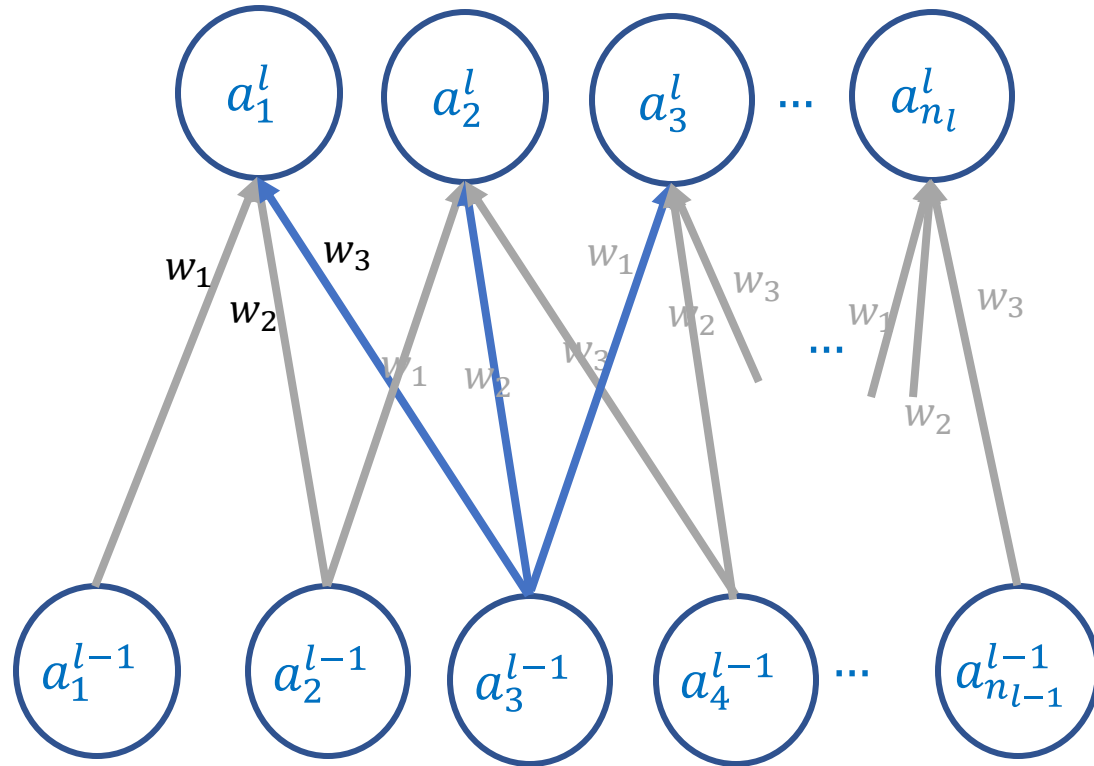 a_1^l a_2^l a_3^l ... a_{n_l}^l
w_1 w_2 w_3 w_1 w_2 w_3 w_1 w_2 w_3 ... w_1 w_2 w_3
a_1^{l-1} a_2^{l-1} a_3^{l-1} a_4^{l-1} ... a_{n_{l-1}}^{l-1}